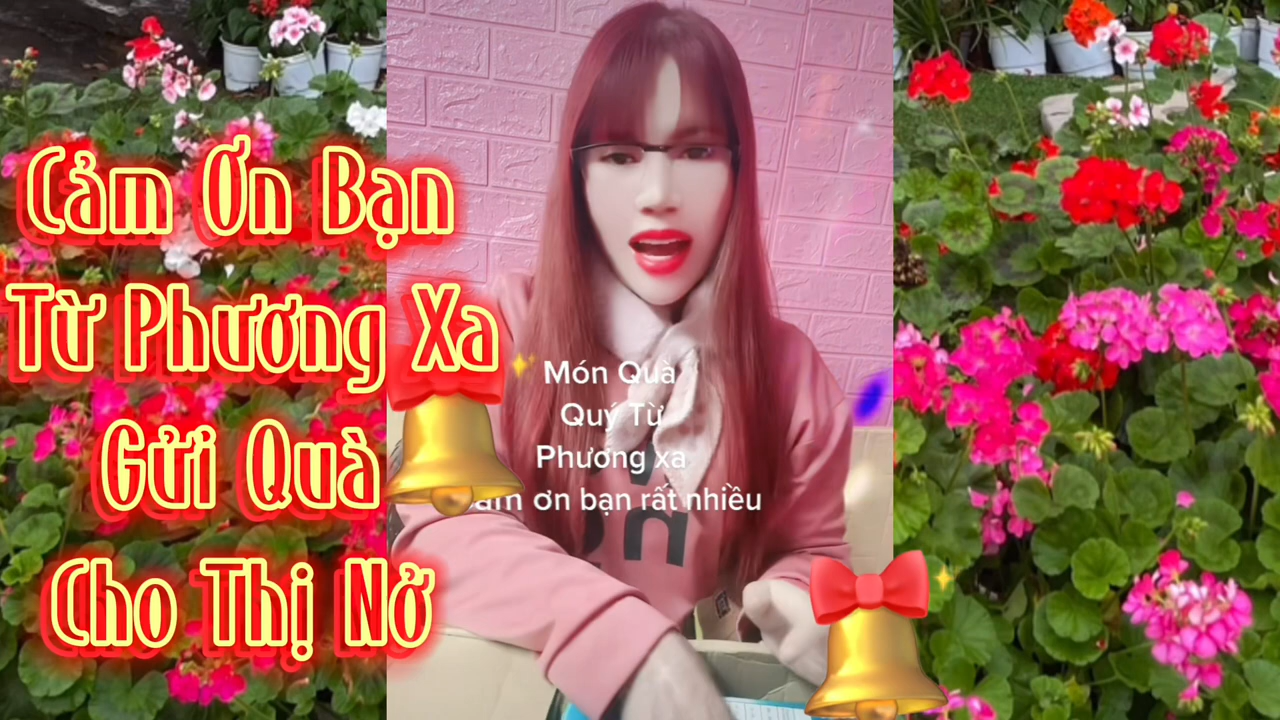 Cảm Ơn Bạn
Từ Phương Xa
Gửi Quà
Cho Thị Nở
Món Quà
Quý Từ
Phương xa
ơn bạn rất nhiều